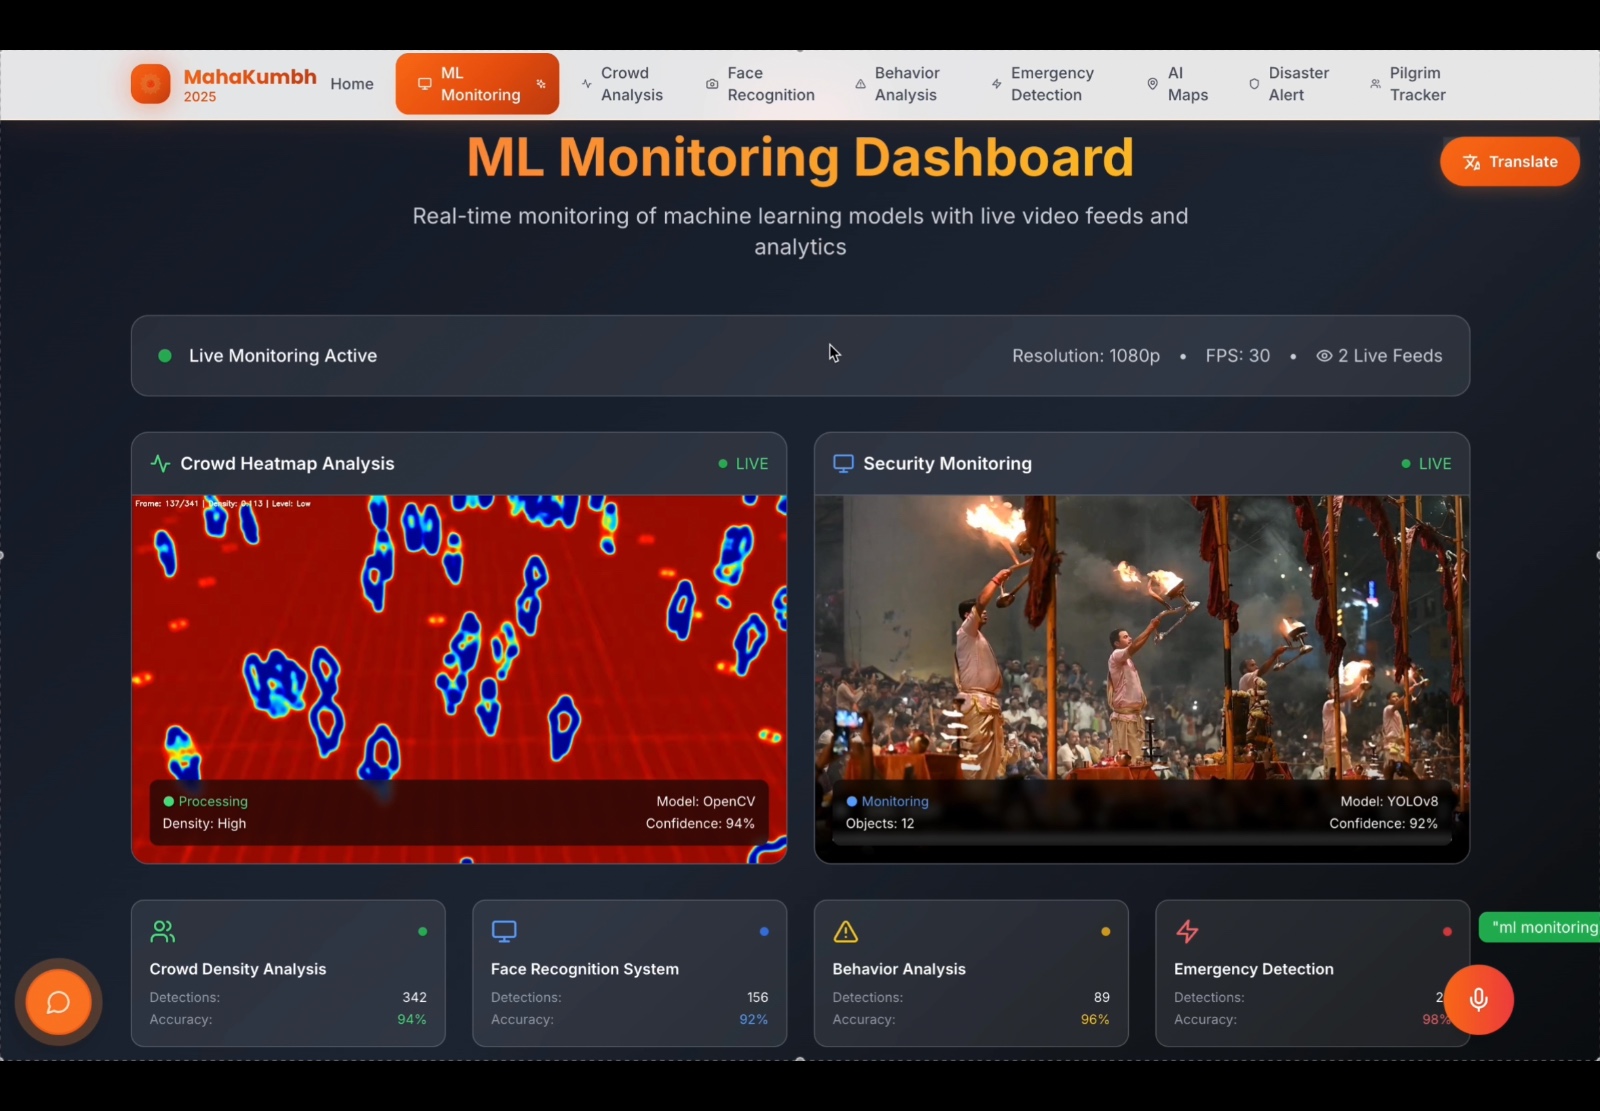 MahaKumbh
2025
Home
ML
Monitoring
Crowd
Analysis
Face
Recognition
Behavior
Analysis
Emergency
Detection
AI
Maps
Disaster
Alert
Pilgrim
Tracker
ML Monitoring Dashboard
Translate
Real-time monitoring of machine learning models with live video feeds and
analytics
Live Monitoring Active
Resolution: 1080p • FPS: 30 • 2 Live Feeds
Crowd Heatmap Analysis
LIVE
Frame: 137/341 | Density: 0.113 | Level: Low
Processing
Model: OpenCV
Density: High
Confidence: 94%
Security Monitoring
LIVE
Monitoring
Model: YOLOv8
Objects: 12
Confidence: 92%
Crowd Density Analysis
Detections: 342
Accuracy: 94%
Face Recognition System
Detections: 156
Accuracy: 92%
Behavior Analysis
Detections: 89
Accuracy: 96%
Emergency Detection
Detections: 2
Accuracy: 98%
"ml monitoring